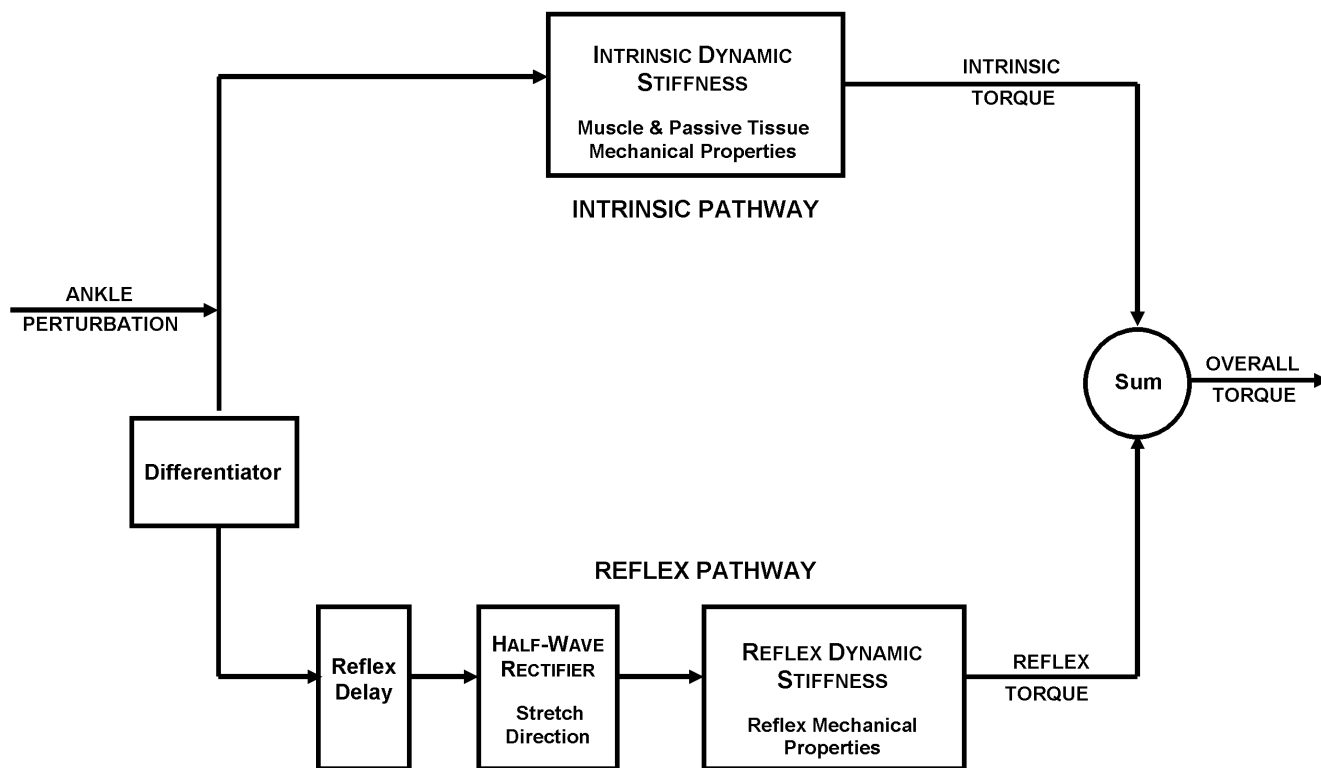 INTRINSIC DYNAMIC
STIFFNESS
Muscle & Passive Tissue
Mechanical Properties
INTRINSIC
TORQUE
INTRINSIC PATHWAY
ANKLE
PERTURBATION
Sum
OVERALL
TORQUE
Differentiator
REFLEX PATHWAY
Reflex
Delay
HALF-WAVE
RECTIFIER
Stretch
Direction
REFLEX DYNAMIC
STIFFNESS
Reflex Mechanical
Properties
REFLEX
TORQUE